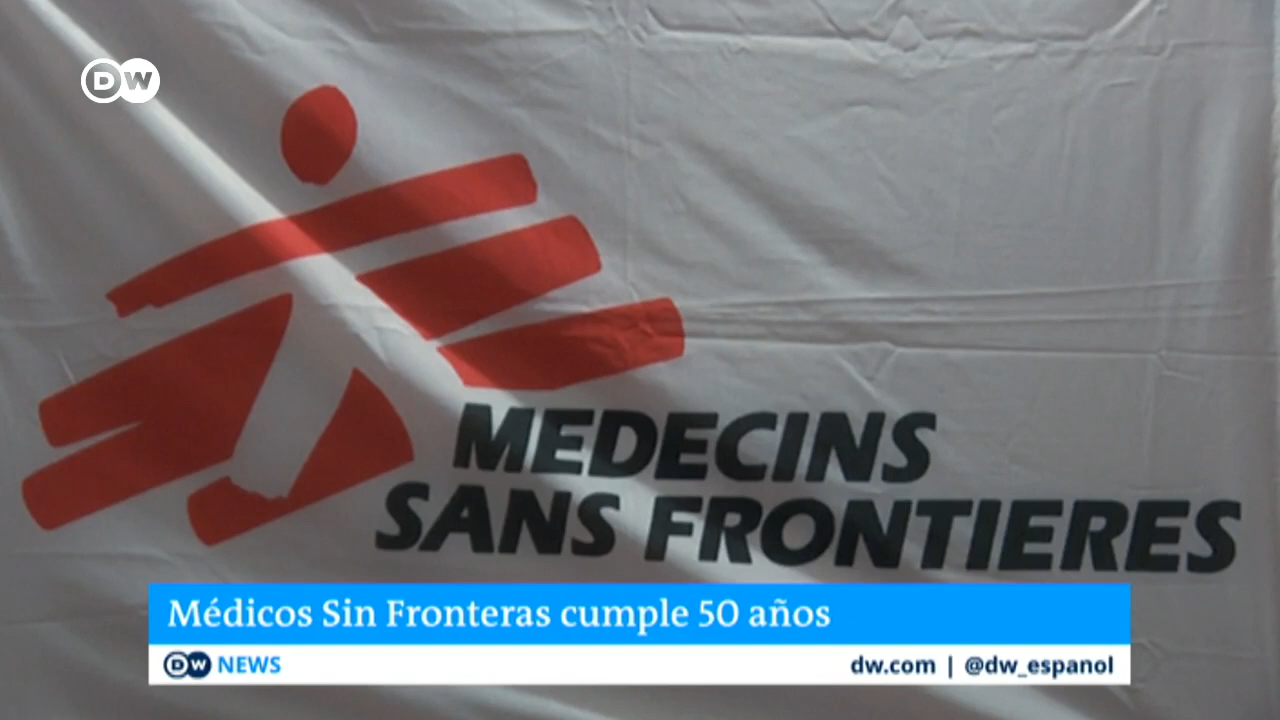 DW
MEDECINS
SANS FRONTIERES
Médicos Sin Fronteras cumple 50 años
DW NEWS
dw.com | @dw_espanol